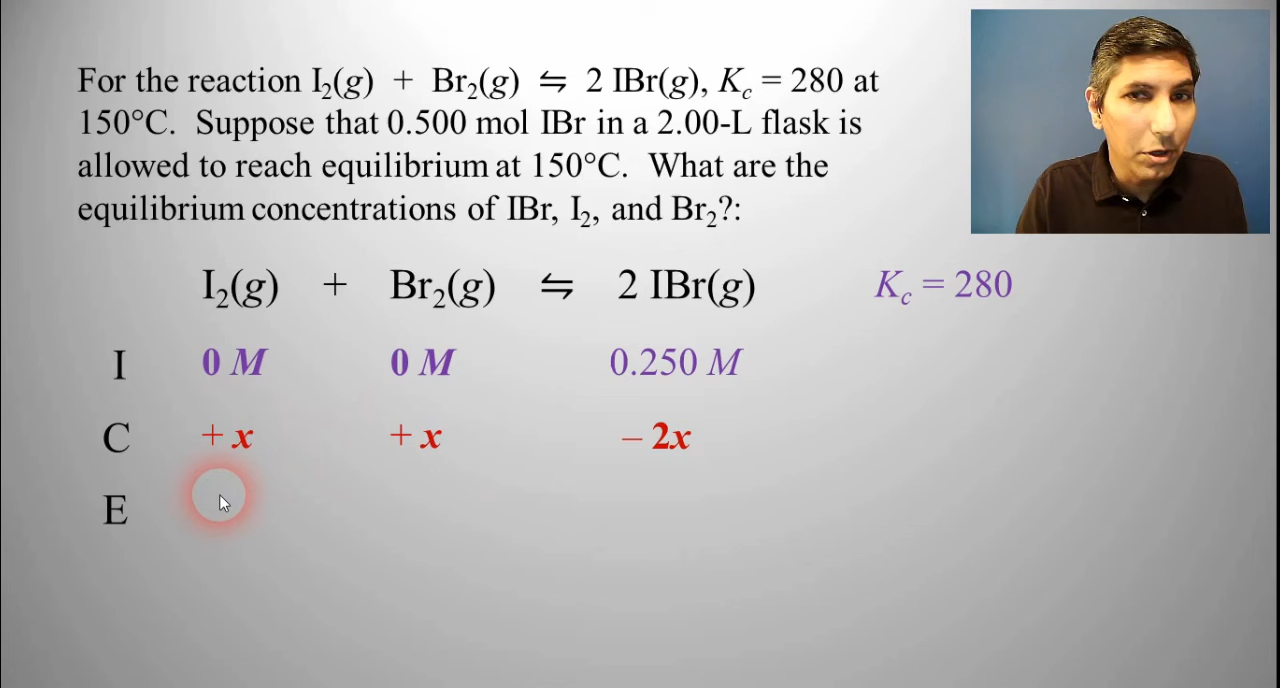 For the reaction I₂(g) + Br₂(g) ⇋ 2 IBr(g), K꜀ = 280 at
150°C. Suppose that 0.500 mol IBr in a 2.00-L flask is
allowed to reach equilibrium at 150°C. What are the
equilibrium concentrations of IBr, I₂, and Br₂?:
I₂(g) + Br₂(g) ⇋ 2 IBr(g) K꜀ = 280
I 0 M 0 M 0.250 M
C + x + x – 2x
E